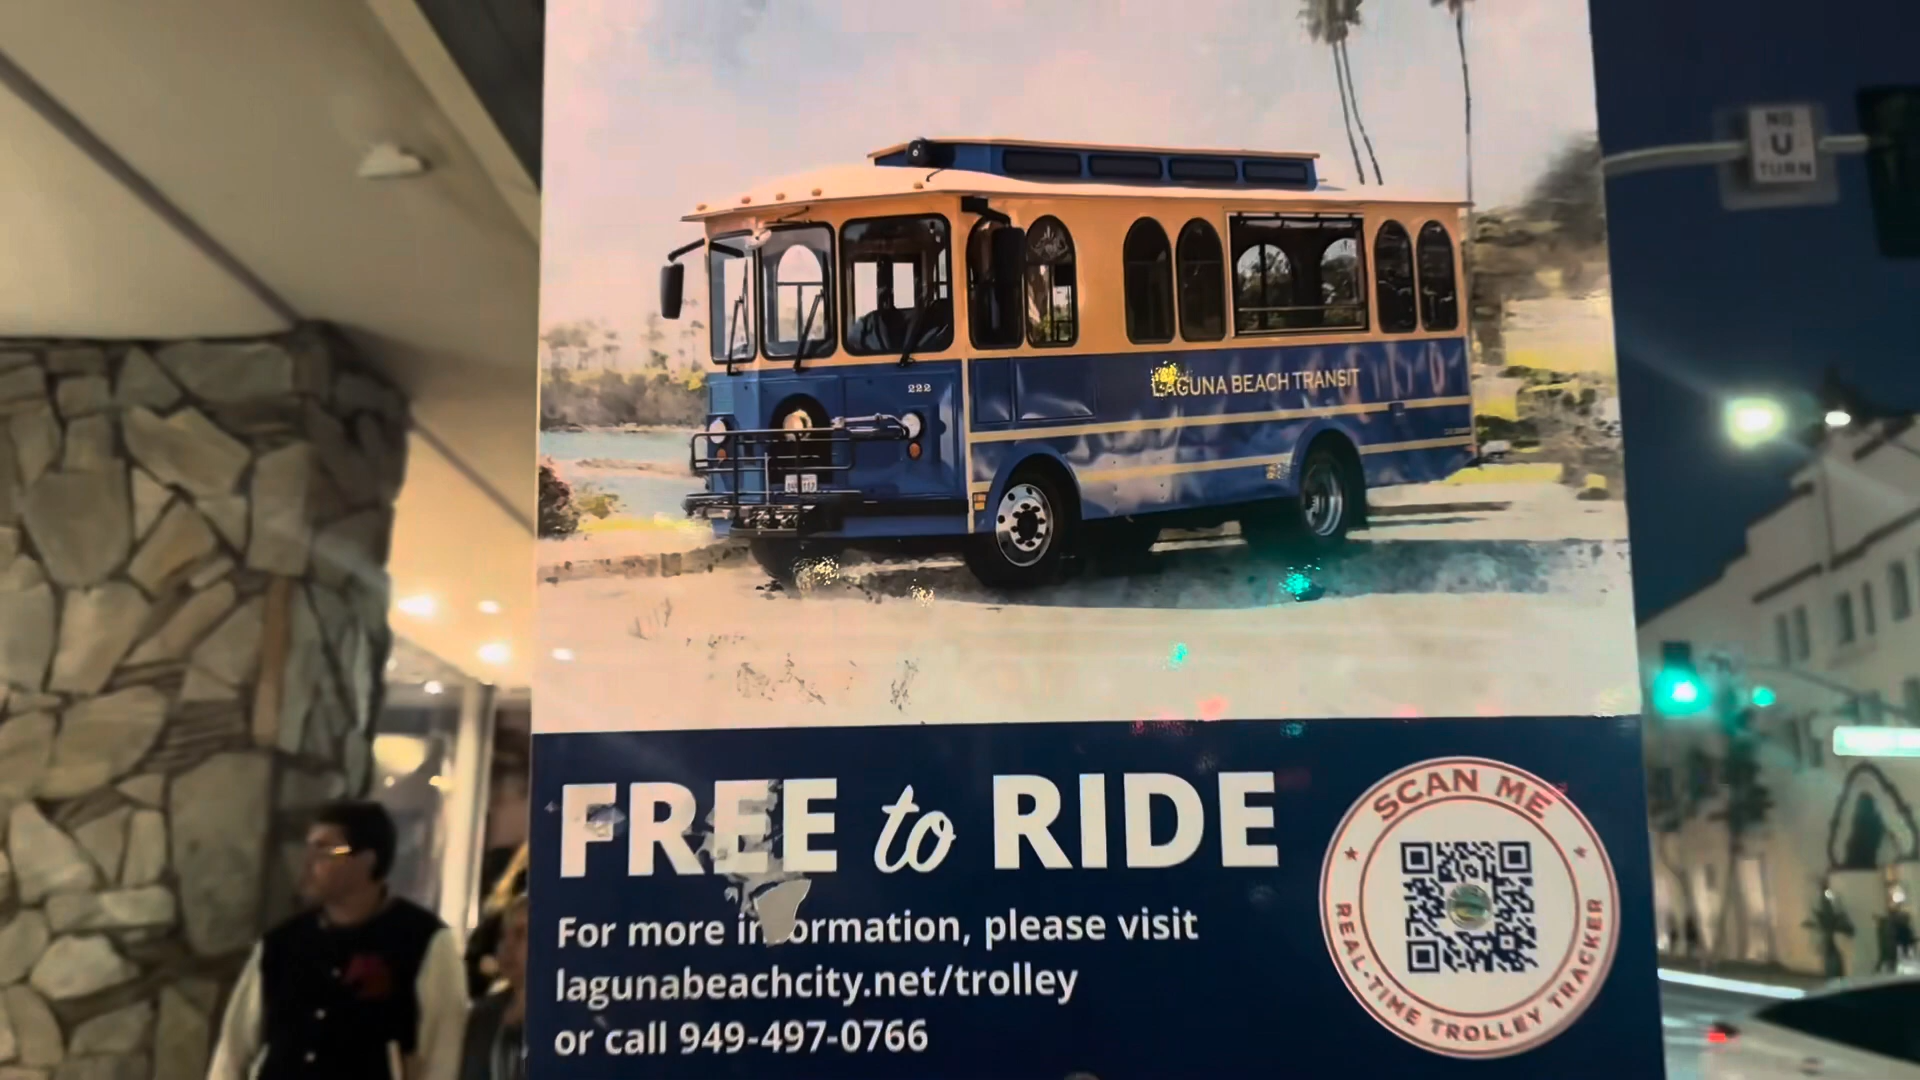 NO
U
TURN
222
LAGUNA BEACH TRANSIT
FREE to RIDE
For more information, please visit
lagunabeachcity.net/trolley
or call 949-497-0766
SCAN ME
REAL-TIME TROLLEY TRACKER